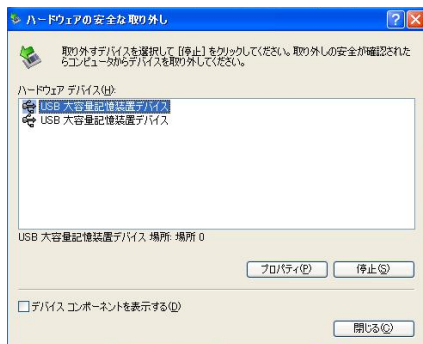 ハードウェアの安全な取り外し
取り外すデバイスを選択して [停止] をクリックしてください。取り外しの安全が確認された
らコンピュータからデバイスを取り外してください。
ハードウェア デバイス(H):
USB 大容量記憶装置デバイス
USB 大容量記憶装置デバイス
USB 大容量記憶装置デバイス 場所: 場所 0
プロパティ(P) 停止(S)
デバイス コンポーネントを表示する(D)
閉じる(C)